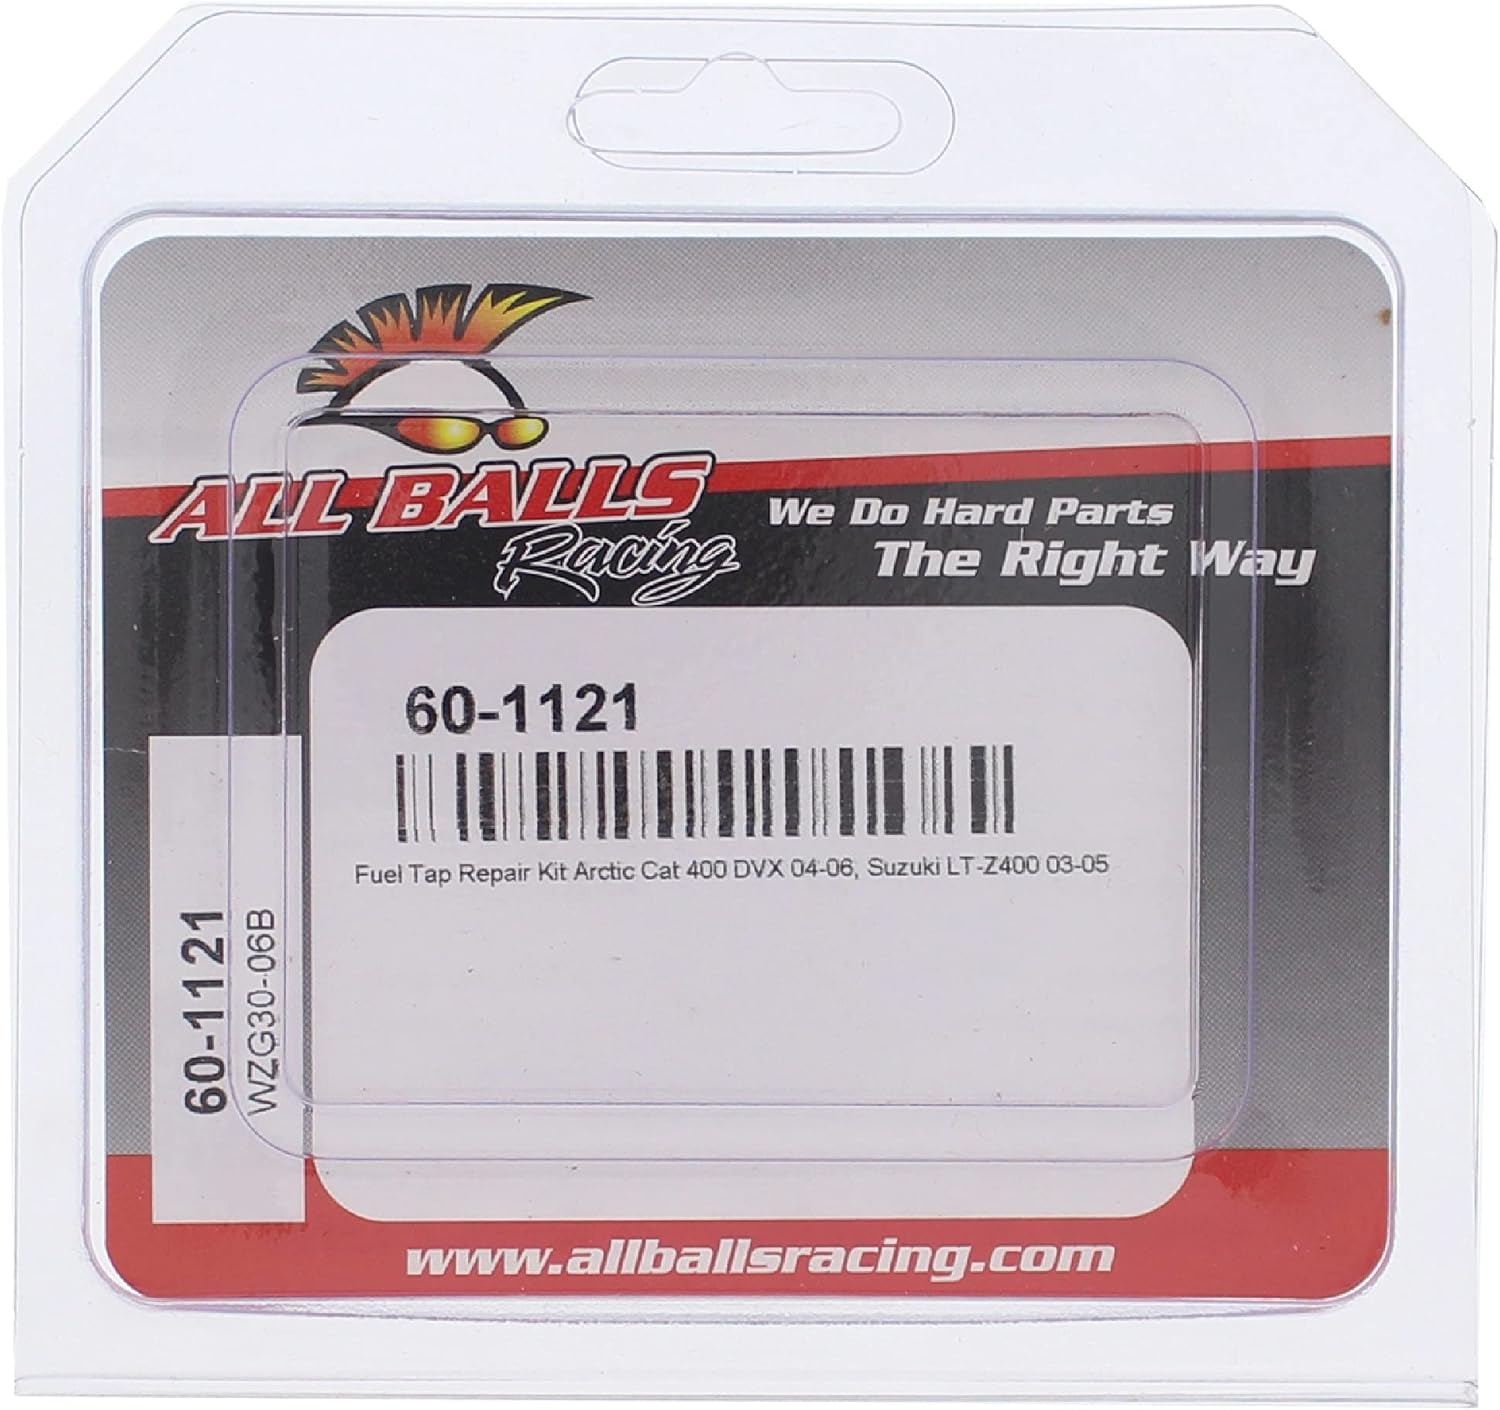 ALL BALLS
Racing
We Do Hard Parts
The Right Way
60-1121
Fuel Tap Repair Kit Arctic Cat 400 DVX 04-06, Suzuki LT-Z400 03-05
60-1121
WZG30-06B
www.allballsracing.com